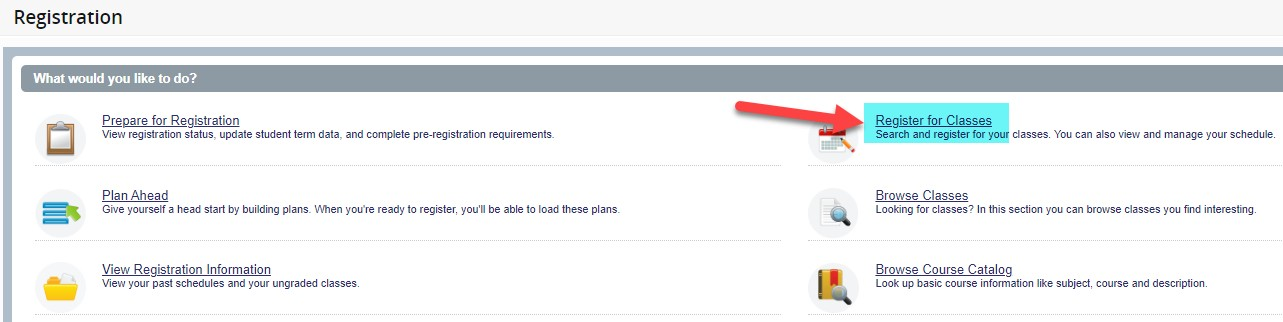 Registration
What would you like to do?
Prepare for Registration
View registration status, update student term data, and complete pre-registration requirements.
Register for Classes
Search and register for your classes. You can also view and manage your schedule.
Plan Ahead
Give yourself a head start by building plans. When you're ready to register, you'll be able to load these plans.
Browse Classes
Looking for classes? In this section you can browse classes you find interesting.
View Registration Information
View your past schedules and your ungraded classes.
Browse Course Catalog
Look up basic course information like subject, course and description.